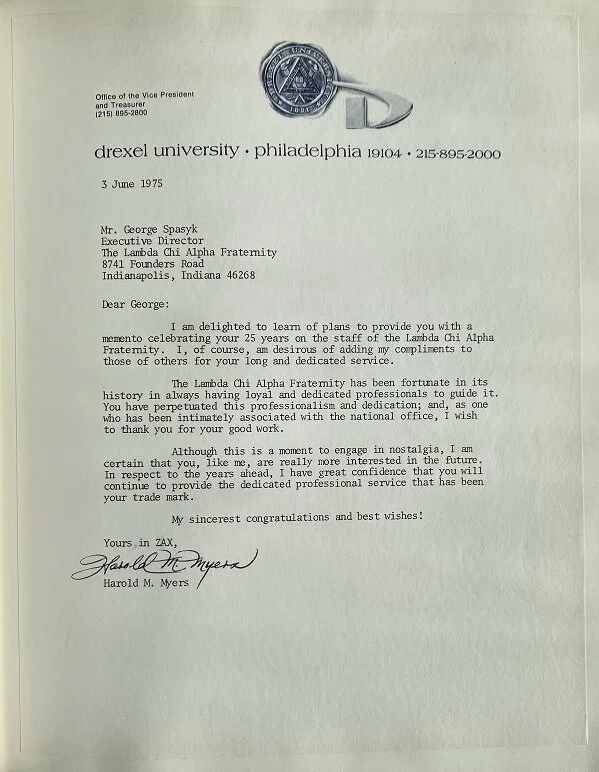 Office of the Vice President
and Treasurer
(215) 895-2800
drexel university · philadelphia 19104 · 215-895-2000
3 June 1975
Mr. George Spasyk
Executive Director
The Lambda Chi Alpha Fraternity
8741 Founders Road
Indianapolis, Indiana 46268
Dear George:
I am delighted to learn of plans to provide you with a
memento celebrating your 25 years on the staff of the Lambda Chi Alpha
Fraternity. I, of course, am desirous of adding my compliments to
those of others for your long and dedicated service.
The Lambda Chi Alpha Fraternity has been fortunate in its
history in always having loyal and dedicated professionals to guide it.
You have perpetuated this professionalism and dedication; and, as one
who has been intimately associated with the national office, I wish
to thank you for your good work.
Although this is a moment to engage in nostalgia, I am
certain that you, like me, are really more interested in the future.
In respect to the years ahead, I have great confidence that you will
continue to provide the dedicated professional service that has been
your trade mark.
My sincerest congratulations and best wishes!
Yours in ZAX,
Harold M. Myers
Harold M. Myers